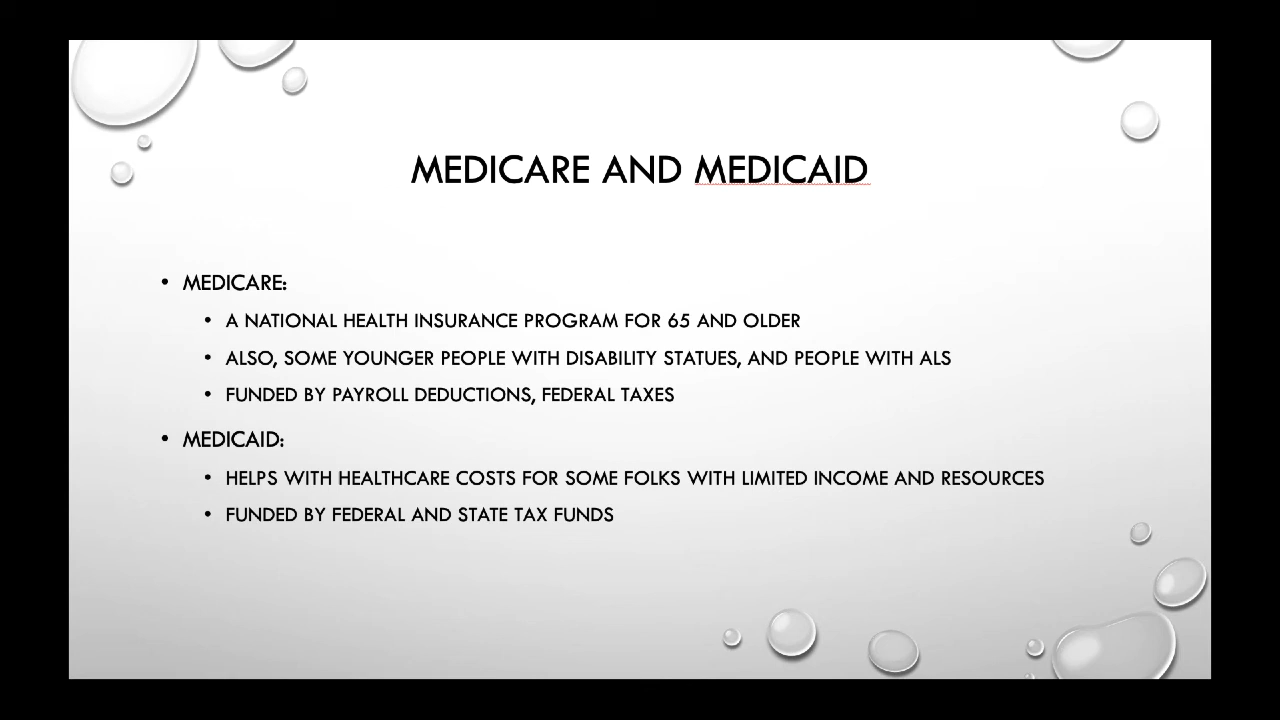 MEDICARE AND MEDICAID
• MEDICARE:
• A NATIONAL HEALTH INSURANCE PROGRAM FOR 65 AND OLDER
• ALSO, SOME YOUNGER PEOPLE WITH DISABILITY STATUES, AND PEOPLE WITH ALS
• FUNDED BY PAYROLL DEDUCTIONS, FEDERAL TAXES
• MEDICAID:
• HELPS WITH HEALTHCARE COSTS FOR SOME FOLKS WITH LIMITED INCOME AND RESOURCES
• FUNDED BY FEDERAL AND STATE TAX FUNDS